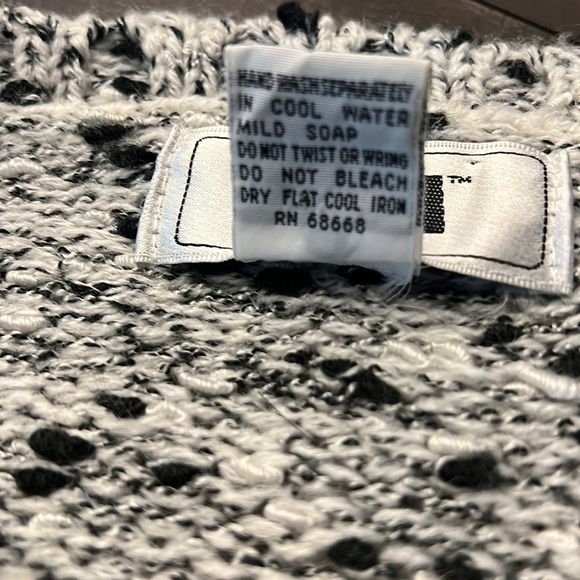 HAND WASH SEPARATELY
IN COOL WATER
MILD SOAP
DO NOT TWIST OR WRING
DO NOT BLEACH
DRY FLAT COOL IRON
RN 68668
TM